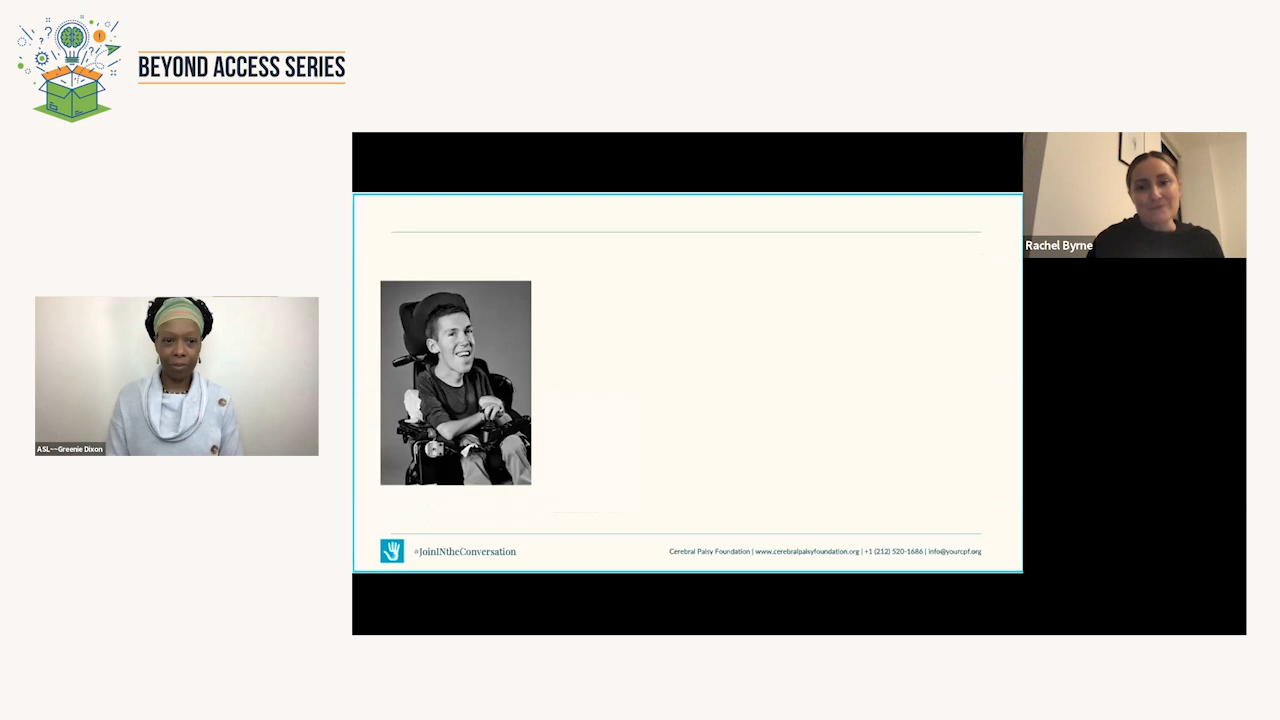 BEYOND ACCESS SERIES
Rachel Byrne
ASL~~Greenie Dixon
#JoinINtheConversation
Cerebral Palsy Foundation | www.cerebralpalsyfoundation.org | +1 (212) 520-1686 | info@yourcpf.org